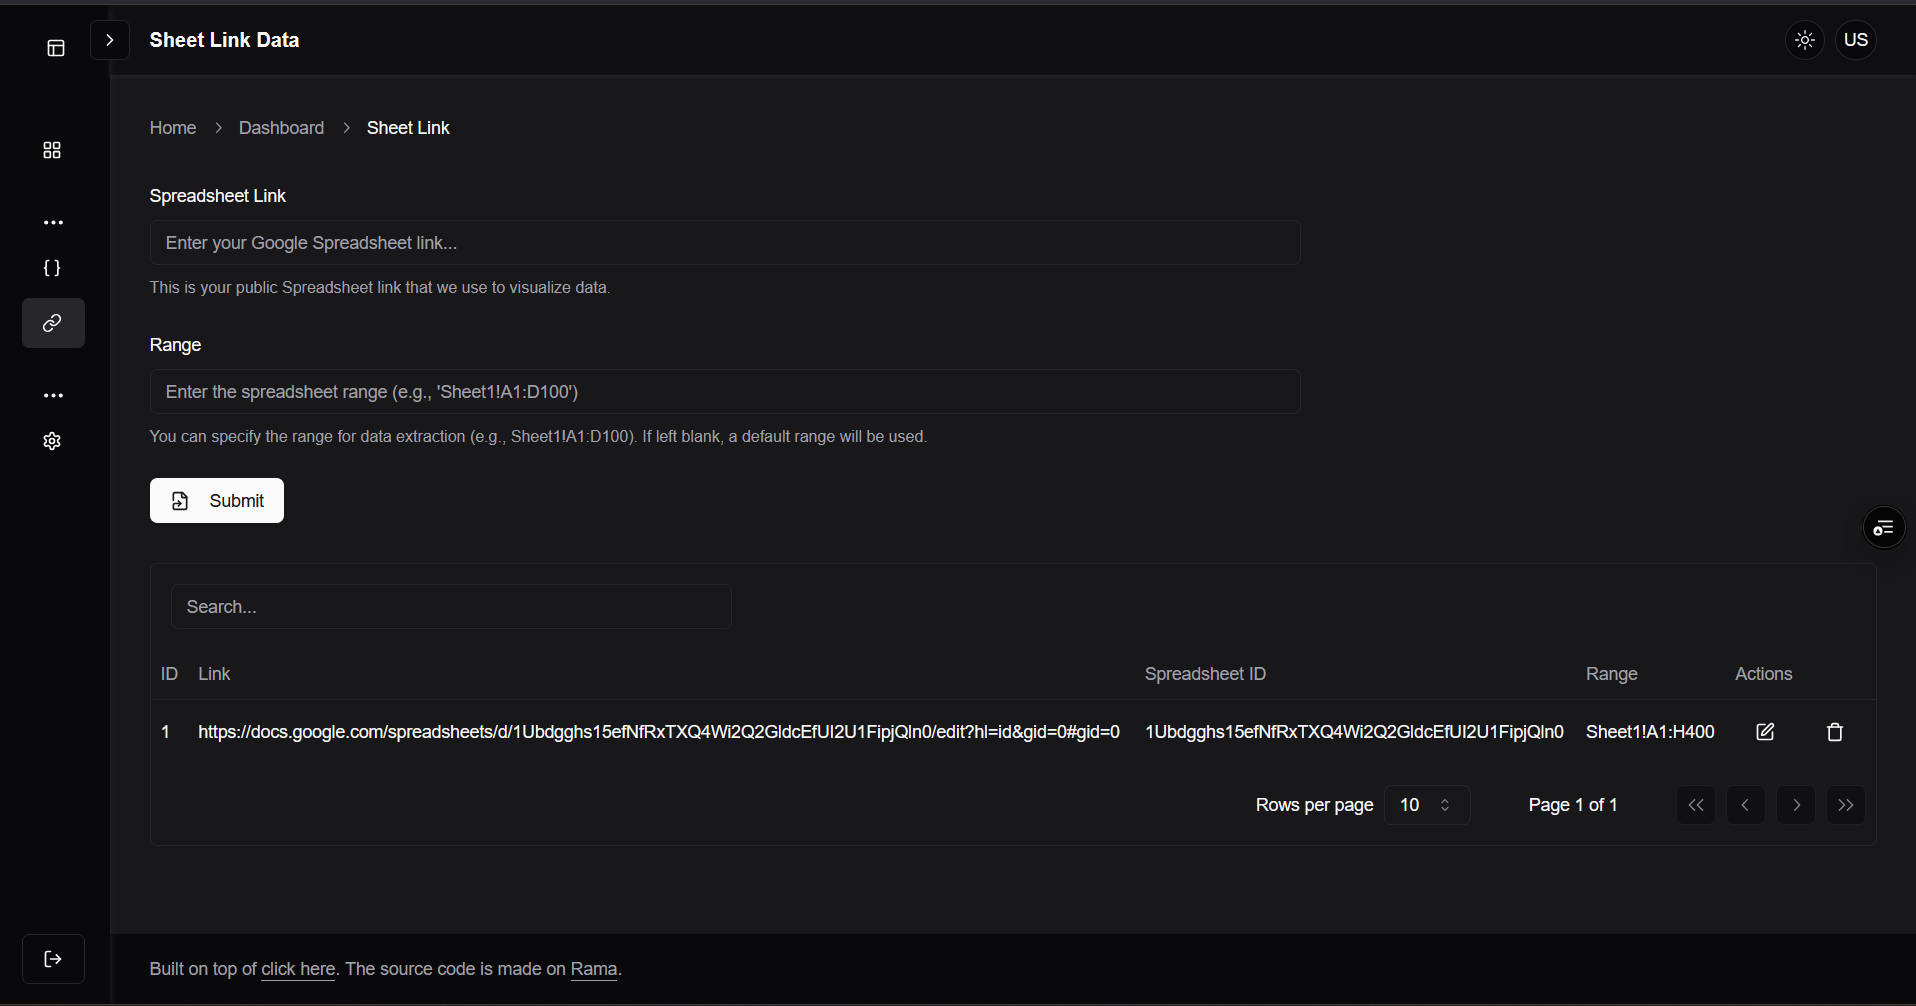 Sheet Link Data
US
Home > Dashboard > Sheet Link
Spreadsheet Link
Enter your Google Spreadsheet link...
This is your public Spreadsheet link that we use to visualize data.
Range
Enter the spreadsheet range (e.g., 'Sheet1!A1:D100')
You can specify the range for data extraction (e.g., Sheet1!A1:D100). If left blank, a default range will be used.
Submit
Search...
ID Link Spreadsheet ID Range Actions
1 https://docs.google.com/spreadsheets/d/1Ubdgghs15efNfRxTXQ4Wi2Q2GldcEfUI2U1FipjQln0/edit?hl=id&gid=0#gid=0 1Ubdgghs15efNfRxTXQ4Wi2Q2GldcEfUI2U1FipjQln0 Sheet1!A1:H400
Rows per page 10 Page 1 of 1
Built on top of click here. The source code is made on Rama.